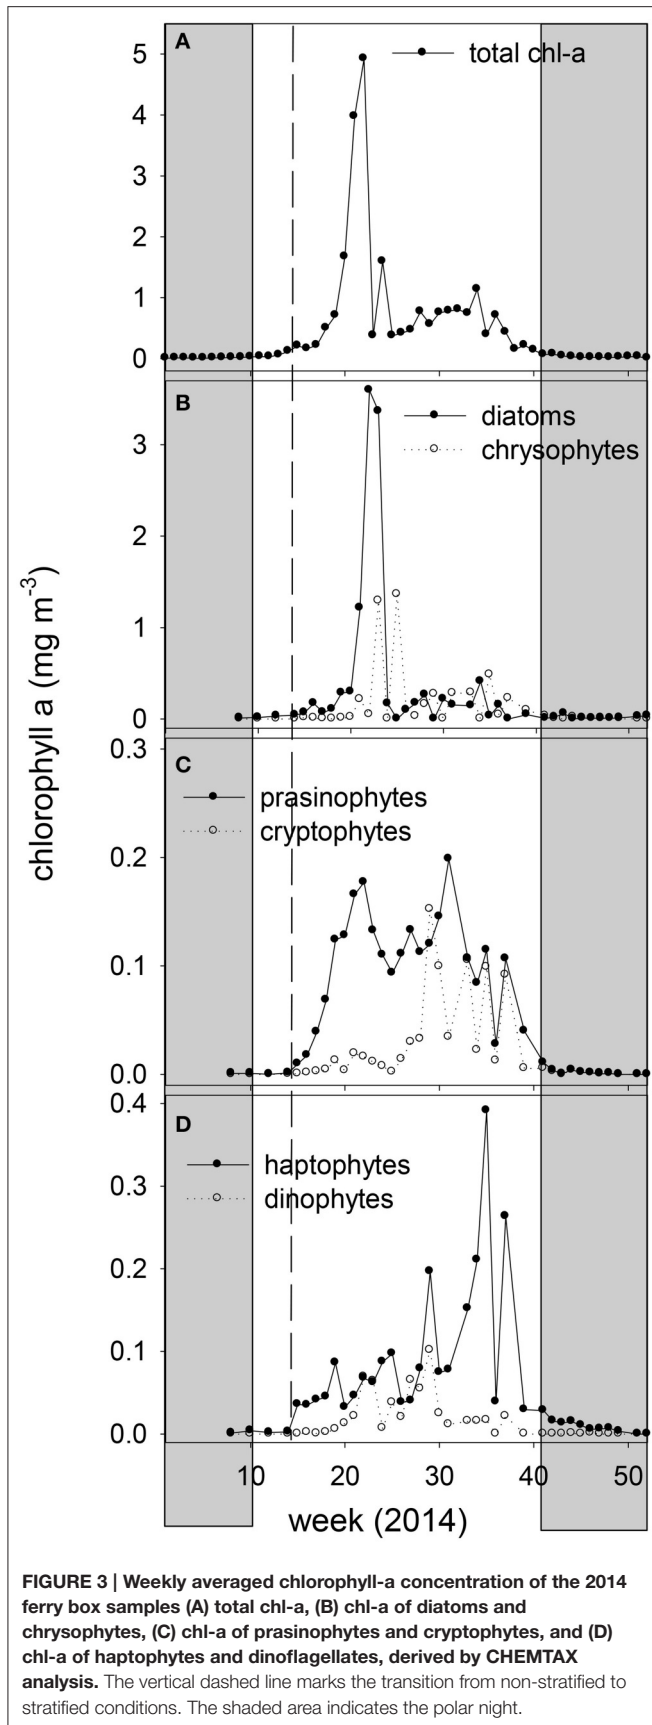 A
total chl-a
5
4
3
2
1
0
B
diatoms
chrysophytes
3
2
1
0
chlorophyll a (mg m-3)
0.3
C
prasinophytes
cryptophytes
0.2
0.1
0.0
0.4
D
haptophytes
dinophytes
0.3
0.2
0.1
0.0
10 20 30 40 50
week (2014)
FIGURE 3 | Weekly averaged chlorophyll-a concentration of the 2014
ferry box samples (A) total chl-a, (B) chl-a of diatoms and
chrysophytes, (C) chl-a of prasinophytes and cryptophytes, and (D)
chl-a of haptophytes and dinoflagellates, derived by CHEMTAX
analysis. The vertical dashed line marks the transition from non-stratified to
stratified conditions. The shaded area indicates the polar night.